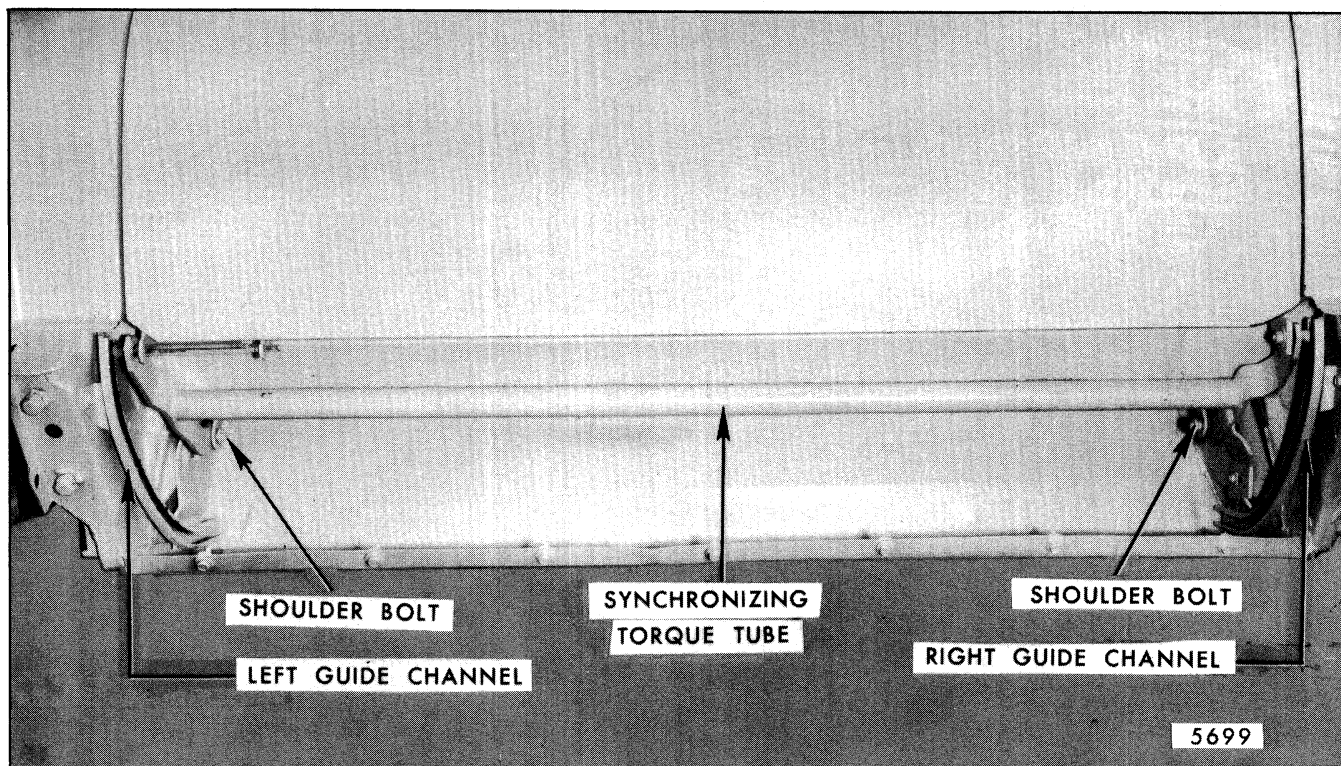 SHOULDER BOLT
LEFT GUIDE CHANNEL
SYNCHRONIZING
TORQUE TUBE
SHOULDER BOLT
RIGHT GUIDE CHANNEL
5699